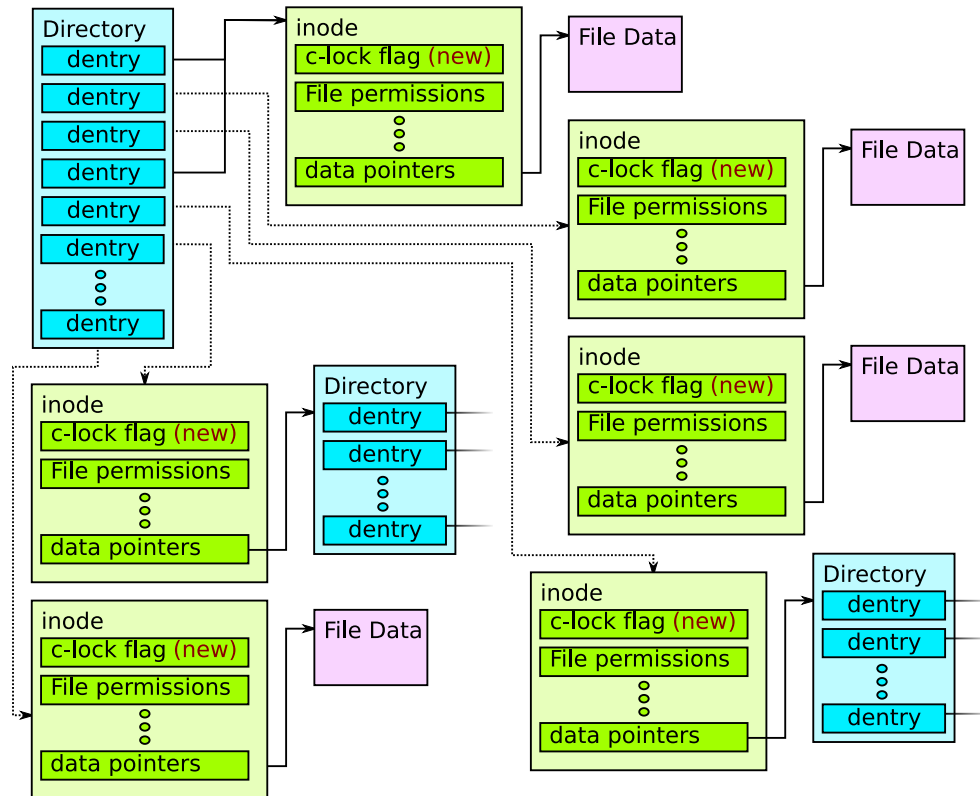 Directory
dentry
dentry
dentry
dentry
dentry
dentry
dentry
inode
c-lock flag (new)
File permissions
data pointers
File Data
inode
c-lock flag (new)
File permissions
data pointers
File Data
inode
c-lock flag (new)
File permissions
data pointers
File Data
inode
c-lock flag (new)
File permissions
data pointers
Directory
dentry
dentry
dentry
inode
c-lock flag (new)
File permissions
data pointers
File Data
inode
c-lock flag (new)
File permissions
data pointers
Directory
dentry
dentry
dentry